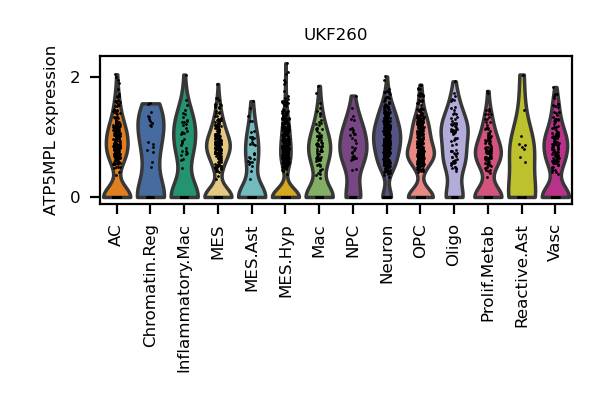 UKF260
ATP5MPL expression
2
0
AC
Chromatin.Reg
Inflammatory.Mac
MES
MES.Ast
MES.Hyp
Mac
NPC
Neuron
OPC
Oligo
Prolif.Metab
Reactive.Ast
Vasc